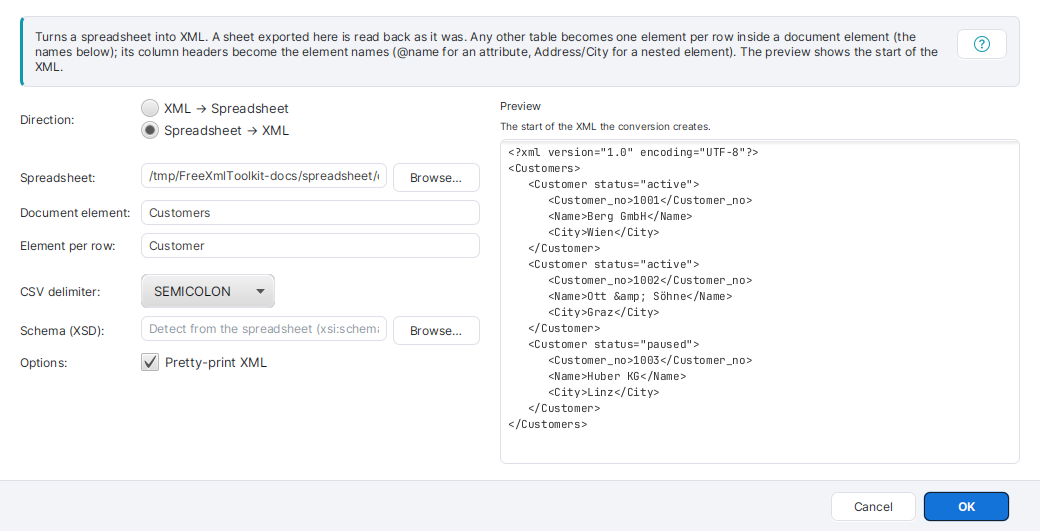 Turns a spreadsheet into XML. A sheet exported here is read back as it was. Any other table becomes one element per row inside a document element (the
names below); its column headers become the element names (@name for an attribute, Address/City for a nested element). The preview shows the start of the
XML.
?
Direction:
XML → Spreadsheet
Spreadsheet → XML
Spreadsheet:
/tmp/FreeXmlToolkit-docs/spreadsheet/
Browse...
Document element:
Customers
Element per row:
Customer
CSV delimiter:
SEMICOLON
Schema (XSD):
Detect from the spreadsheet (xsi:schema
Browse...
Options:
Pretty-print XML
Preview
The start of the XML the conversion creates.
<?xml version="1.0" encoding="UTF-8"?>
<Customers>
<Customer status="active">
<Customer_no>1001</Customer_no>
<Name>Berg GmbH</Name>
<City>Wien</City>
</Customer>
<Customer status="active">
<Customer_no>1002</Customer_no>
<Name>Ott &amp; Söhne</Name>
<City>Graz</City>
</Customer>
<Customer status="paused">
<Customer_no>1003</Customer_no>
<Name>Huber KG</Name>
<City>Linz</City>
</Customer>
</Customers>
Cancel
OK